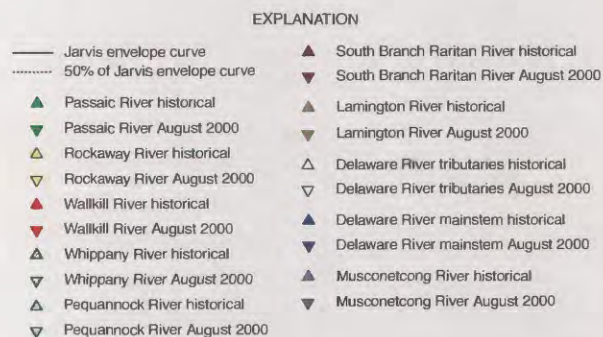 EXPLANATION
Jarvis envelope curve
50% of Jarvis envelope curve
Passaic River historical
Passaic River August 2000
Rockaway River historical
Rockaway River August 2000
Wallkill River historical
Wallkill River August 2000
Whippany River historical
Whippany River August 2000
Pequannock River historical
Pequannock River August 2000
South Branch Raritan River historical
South Branch Raritan River August 2000
Lamington River historical
Lamington River August 2000
Delaware River tributaries historical
Delaware River tributaries August 2000
Delaware River mainstem historical
Delaware River mainstem August 2000
Musconetcong River historical
Musconetcong River August 2000